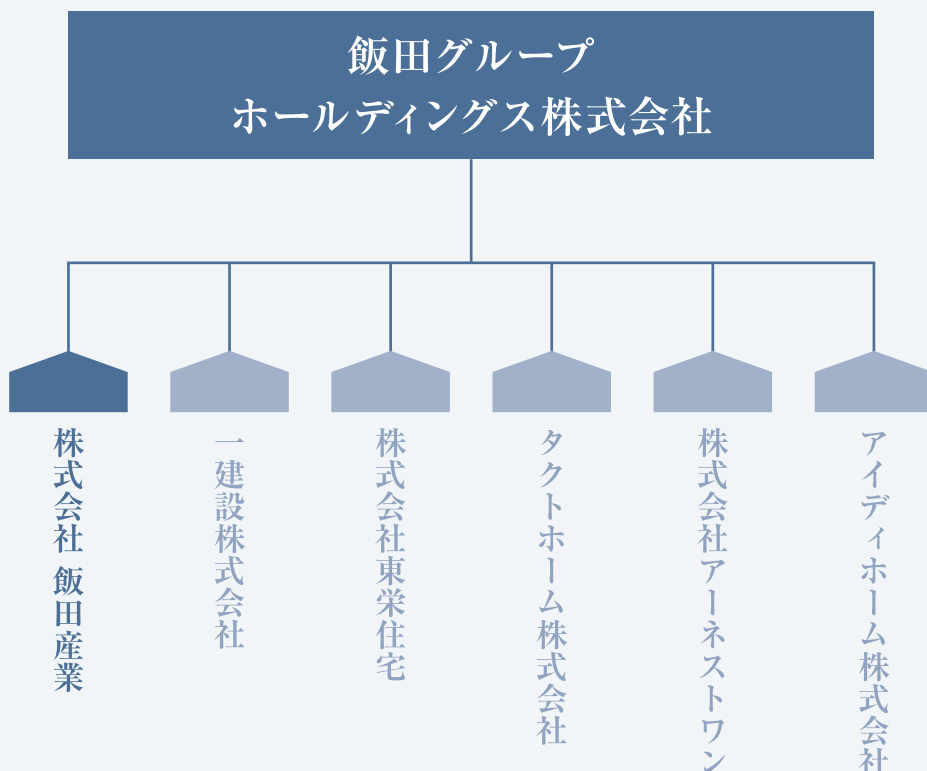 飯田グループ
ホールディングス株式会社
株式会社 飯田産業
一建設株式会社
株式会社東栄住宅
タクトホーム株式会社
株式会社アーネストワン
アイディホーム株式会社